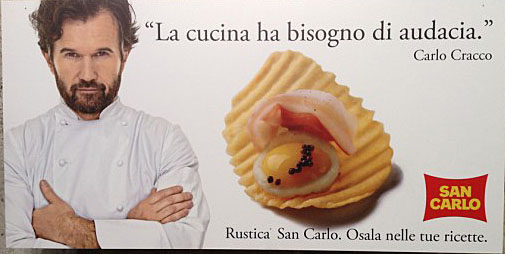 “La cucina ha bisogno di audacia.”
Carlo Cracco
SAN
CARLO
Rustica® San Carlo. Osala nelle tue ricette.